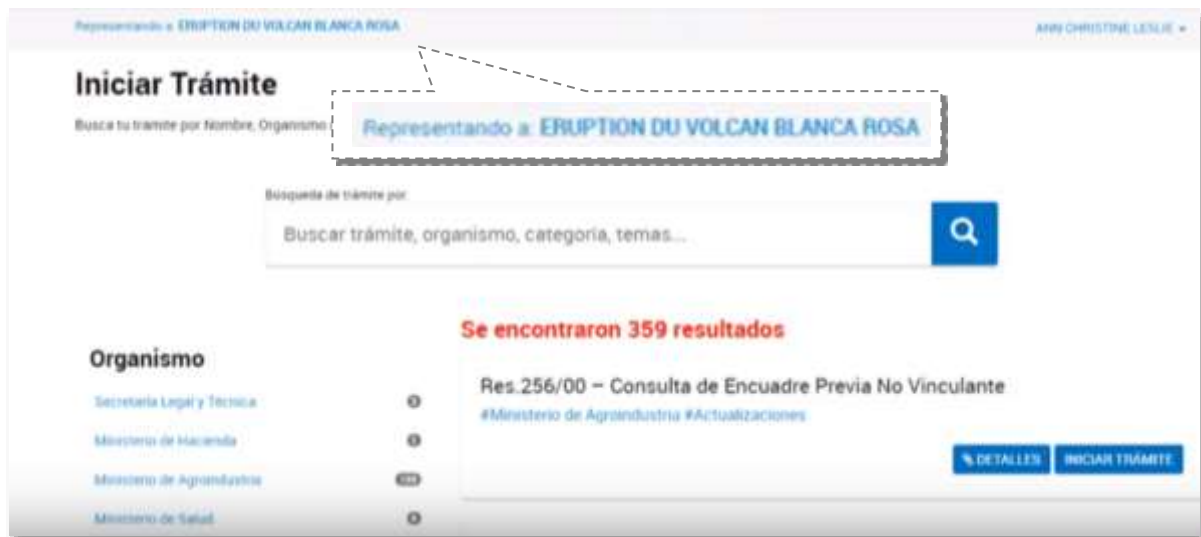 Representando a: ERUPTION DU VOLCAN BLANCA ROSA
ANN CHRISTINE LESLIE
Iniciar Trámite
Busca tu tramite por Nombre, Organismo
Representando a: ERUPTION DU VOLCAN BLANCA ROSA
Búsqueda de trámite por:
Buscar trámite, organismo, categoría, temas...
Se encontraron 359 resultados
Organismo
Secretaría Legal y Técnica
Ministerio de Hacienda
Ministerio de Agroindustria
Ministerio de Salud
Res.256/00 – Consulta de Encuadre Previa No Vinculante
#Ministerio de Agroindustria #Actualizaciones
DETALLES
INICIAR TRÁMITE